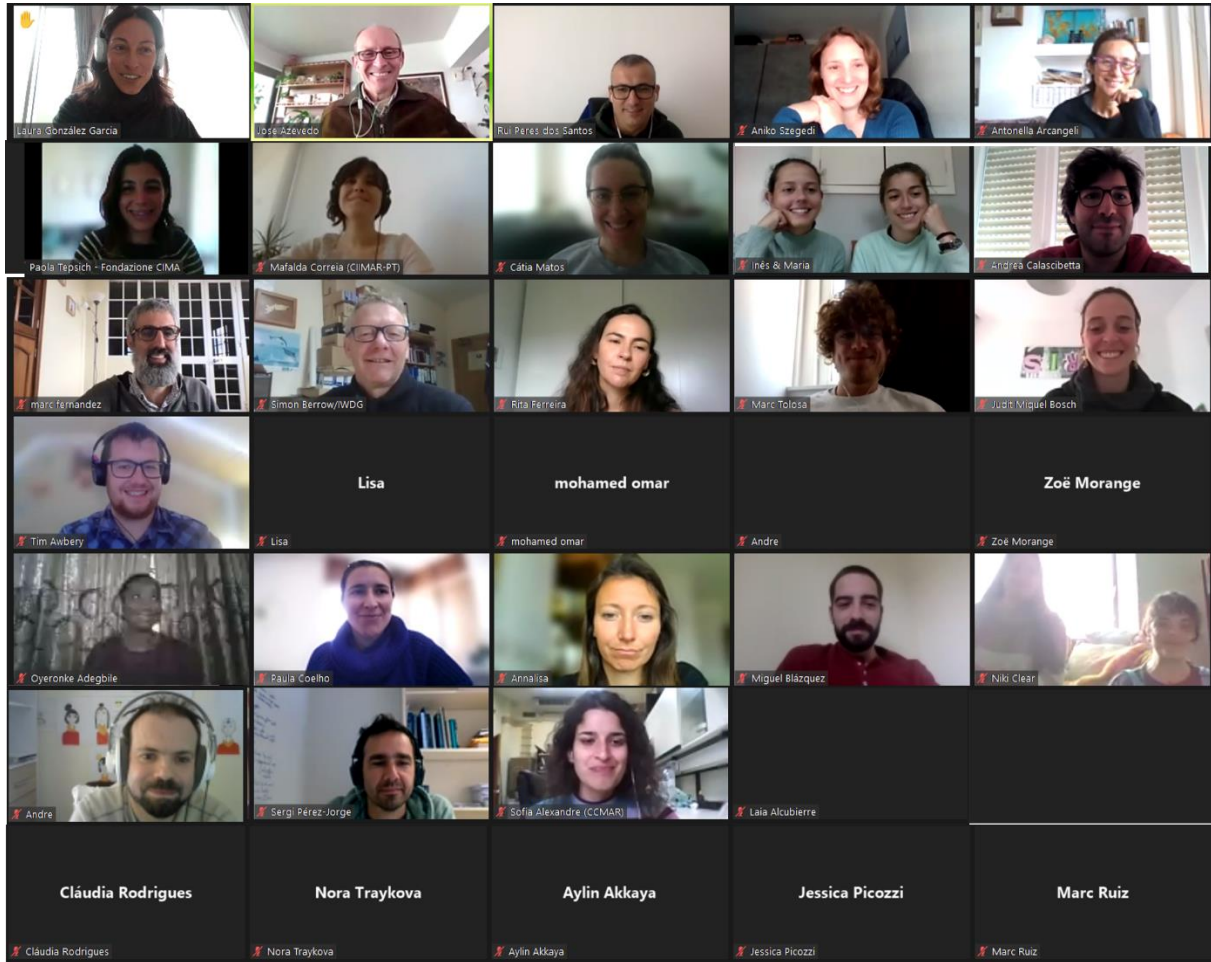 Laura González Garcia
José Azevedo
Rui Peres dos Santos
Aniko Szegedi
Antonella Arcangeli
Paola Tepsich - Fondazione CIMA
Mafalda Correia (CIIMAR-PT)
Cátia Matos
Inês & Maria
Andrea Calascibetta
marc fernandez
Simon Berrow/IWDG
Rita Ferreira
Marc Tolosa
Judit Miquel Bosch
Tim Awbery
Lisa
Lisa
mohamed omar
mohamed omar
Andre
Zoë Morange
Zoë Morange
Oyeronke Adegbile
Paula Coelho
Annalisa
Miguel Blázquez
Niki Clear
Andre
Sergi Pérez-Jorge
Sofia Alexandre (CCMAR)
Laia Alcubierre
Cláudia Rodrigues
Cláudia Rodrigues
Nora Traykova
Nora Traykova
Aylin Akkaya
Aylin Akkaya
Jessica Picozzi
Jessica Picozzi
Marc Ruiz
Marc Ruiz